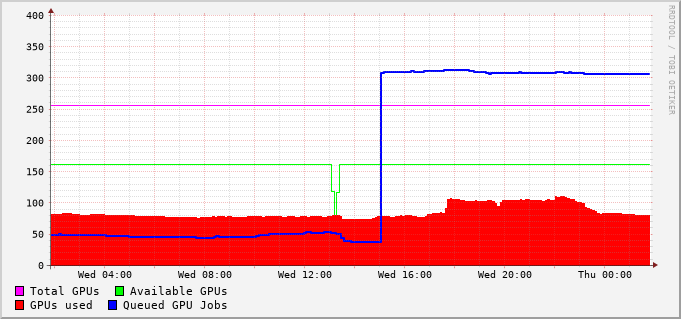 400
350
300
250
200
150
100
50
0
Wed 04:00 Wed 08:00 Wed 12:00 Wed 16:00 Wed 20:00 Thu 00:00
Total GPUs Available GPUs
GPUs used Queued GPU Jobs
RRDTOOL / TOBI OETIKER